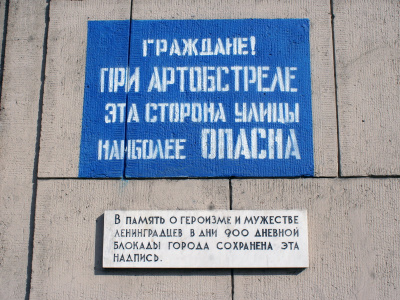 ГРАЖДАНЕ!
ПРИ АРТОБСТРЕЛЕ
ЭТА СТОРОНА УЛИЦЫ
НАИБОЛЕЕ ОПАСНА
В ПАМЯТЬ О ГЕРОИЗМЕ И МУЖЕСТВЕ
ЛЕНИНГРАДЦЕВ В ДНИ 900 ДНЕВНОЙ
БЛОКАДЫ ГОРОДА СОХРАНЕНА ЭТА
НАДПИСЬ.